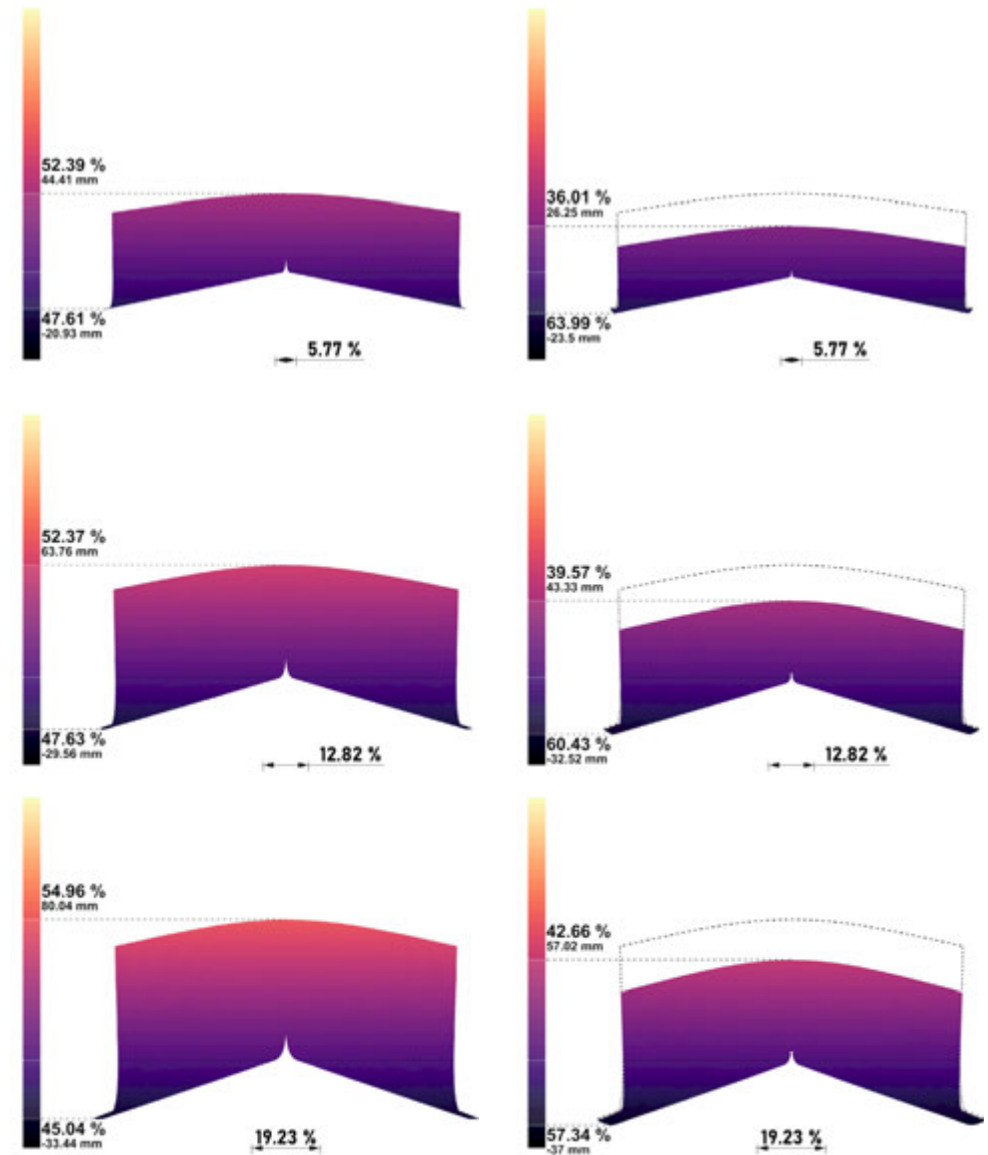 52.39 %
44.41 mm
47.61 %
-20.93 mm
5.77 %
36.01 %
26.25 mm
63.99 %
-23.5 mm
5.77 %
52.37 %
63.76 mm
47.63 %
-29.56 mm
12.82 %
39.57 %
43.33 mm
60.43 %
-32.52 mm
12.82 %
54.96 %
80.04 mm
45.04 %
-33.44 mm
19.23 %
42.66 %
57.02 mm
57.34 %
-37 mm
19.23 %